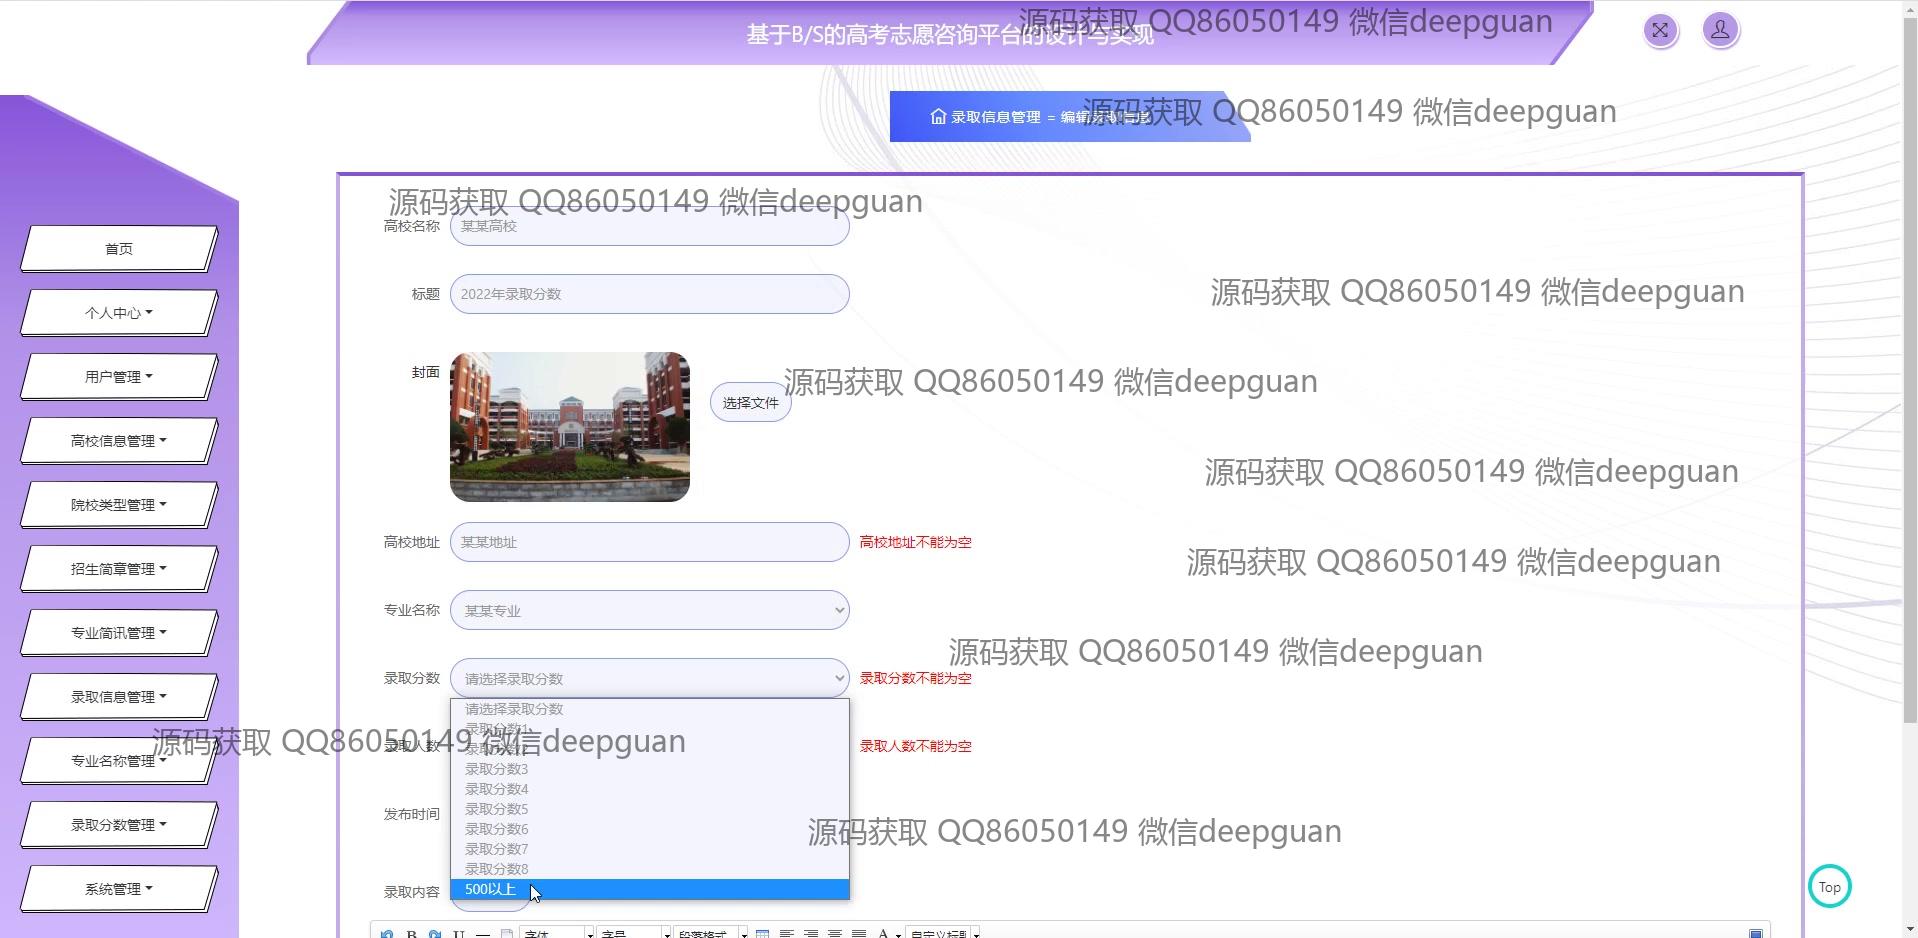 基于B/S的高考志愿咨询平台的设计与实现
源码获取 QQ86050149 微信deepguan
录取信息管理 = 编辑录取信息
源码获取 QQ86050149 微信deepguan
首页
个人中心
用户管理
高校信息管理
院校类型管理
招生简章管理
专业简讯管理
录取信息管理
专业名称管理
录取分数管理
系统管理
源码获取 QQ86050149 微信deepguan
高校名称 某某高校
标题 2022年录取分数
源码获取 QQ86050149 微信deepguan
封面 选择文件
源码获取 QQ86050149 微信deepguan
源码获取 QQ86050149 微信deepguan
高校地址 某某地址 高校地址不能为空
源码获取 QQ86050149 微信deepguan
专业名称 某某专业
源码获取 QQ86050149 微信deepguan
录取分数 请选择录取分数 录取分数不能为空
请选择录取分数
录取分数1
录取分数2
录取人数 录取人数不能为空
源码获取 QQ86050149 微信deepguan
录取分数3
录取分数4
录取分数5
发布时间
录取分数6
源码获取 QQ86050149 微信deepguan
录取分数7
录取分数8
500以上
录取内容
Top
B U 字体 字号 段落格式 A 自定义标题